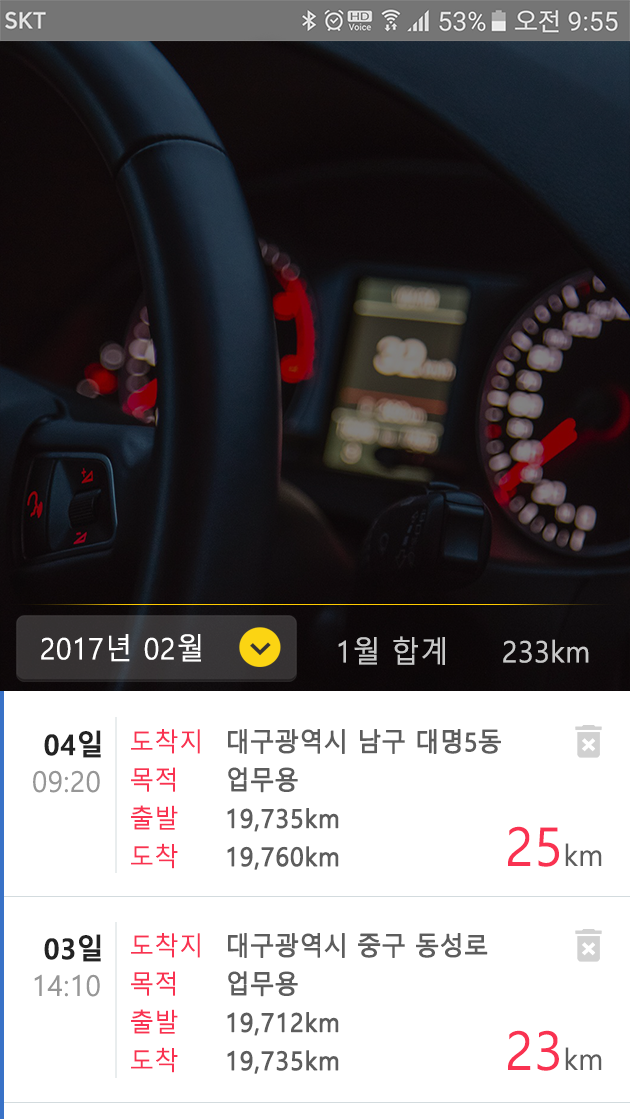 SKT HD Voice 53% 오전 9:55
2017년 02월 1월 합계 233km
04일 도착지 대구광역시 남구 대명5동
09:20 목적 업무용
출발 19,735km
도착 19,760km 25km
03일 도착지 대구광역시 중구 동성로
14:10 목적 업무용
출발 19,712km
도착 19,735km 23km